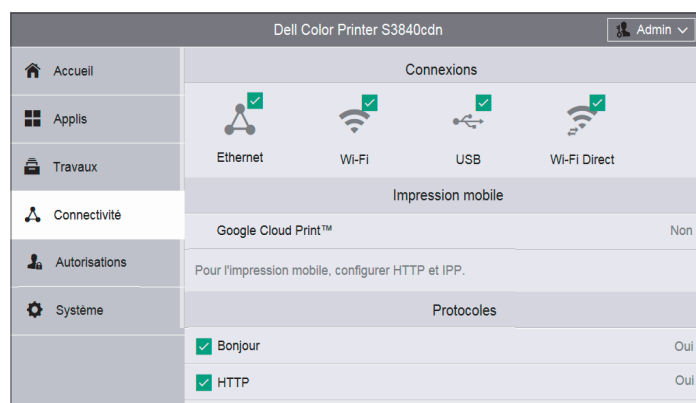 Dell Color Printer S3840cdn
Admin
Accueil
Applis
Travaux
Connectivité
Autorisations
Système
Connexions
Ethernet
Wi-Fi
USB
Wi-Fi Direct
Impression mobile
Google Cloud Print™ Non
Pour l'impression mobile, configurer HTTP et IPP.
Protocoles
Bonjour Oui
HTTP Oui